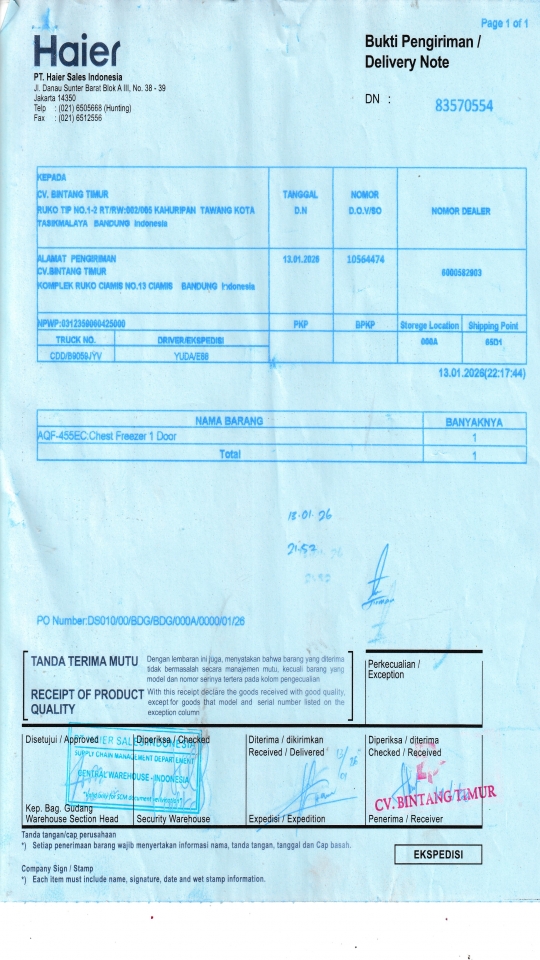 Page 1 of 1
Haier
Bukti Pengiriman /
Delivery Note
PT. Haier Sales Indonesia
Jl. Danau Sunter Barat Blok A III, No. 38 - 39
Jakarta 14350
Telp : (021) 6505668 (Hunting)
Fax : (021) 6512556
DN : 83570554
KEPADA
CV. BINTANG TIMUR
RUKO TIP NO.1-2 RT/RW:002/005 KAHURIPAN TAWANG KOTA
TASIKMALAYA BANDUNG Indonesia
TANGGAL
D.N
NOMOR
D.O.Y/SO
NOMOR DEALER
ALAMAT PENGIRIMAN
CV.BINTANG TIMUR
KOMPLEK RUKO CIAMIS NO.13 CIAMIS BANDUNG Indonesia
13.01.2026
10564474
6000582903
NPWP:0312359066425000
PKP
BPKP
Storege Location
Shipping Point
TRUCK NO.
DRIVER/EKSPEDISI
000A
65D1
CDD/B9059JYV
YUDA/E88
13.01.2026(22:17:44)
NAMA BARANG
BANYAKNYA
AQF-455EC:Chest Freezer 1 Door
1
Total
1
13.01.26
21.52
PO Number:DS010/00/BDG/BDG/000A/0000/01/26
TANDA TERIMA MUTU
Dengan lembaran ini juga, menyatakan bahwa barang yang diterima
tidak bermasalah secara manajemen mutu, kecuali barang yang
model dan nomor serinya tertera pada kolom pengecualian
RECEIPT OF PRODUCT
QUALITY
With this receipt declare the goods received with good quality,
except for goods that model and serial number listed on
the exception column
Perkecualian /
Exception
Disetujui / Approved
Diperiksa / Checked
Diterima / dikirimkan
Received / Delivered
Diperiksa / diterima
Checked / Received
PT. HAIER SALES INDONESIA
SUPPLY CHAIN MANAGEMENT DEPARTMENT
CENTRAL WAREHOUSE - INDONESIA
CV. BINTANG TIMUR
Kep. Bag. Gudang
Warehouse Section Head
Security Warehouse
Expedisi / Expedition
Penerima / Receiver
Tanda tangan/cap perusahaan
*) Setiap penerimaan barang wajib menyertakan informasi nama, tanda tangan, tanggal dan Cap basah.
EKSPEDISI
Company Sign / Stamp
*) Each item must include name, signature, date and wet stamp information.